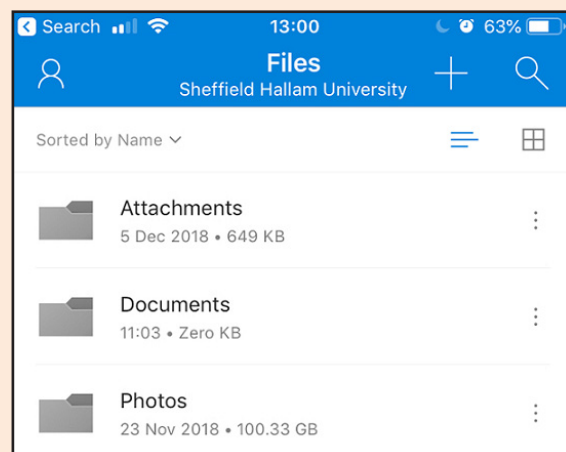 Search 13:00 63%
Files
Sheffield Hallam University
Sorted by Name
Attachments
5 Dec 2018 • 649 KB
Documents
11:03 • Zero KB
Photos
23 Nov 2018 • 100.33 GB